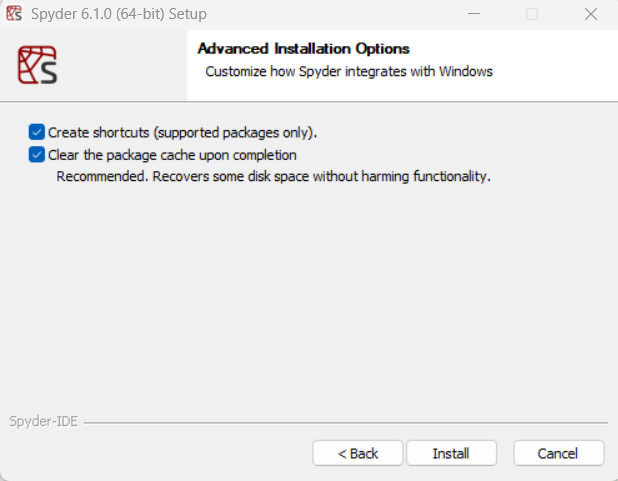 Spyder 6.1.0 (64-bit) Setup
S
Advanced Installation Options
Customize how Spyder integrates with Windows
Create shortcuts (supported packages only).
Clear the package cache upon completion
Recommended. Recovers some disk space without harming functionality.
Spyder-IDE
< Back
Install
Cancel